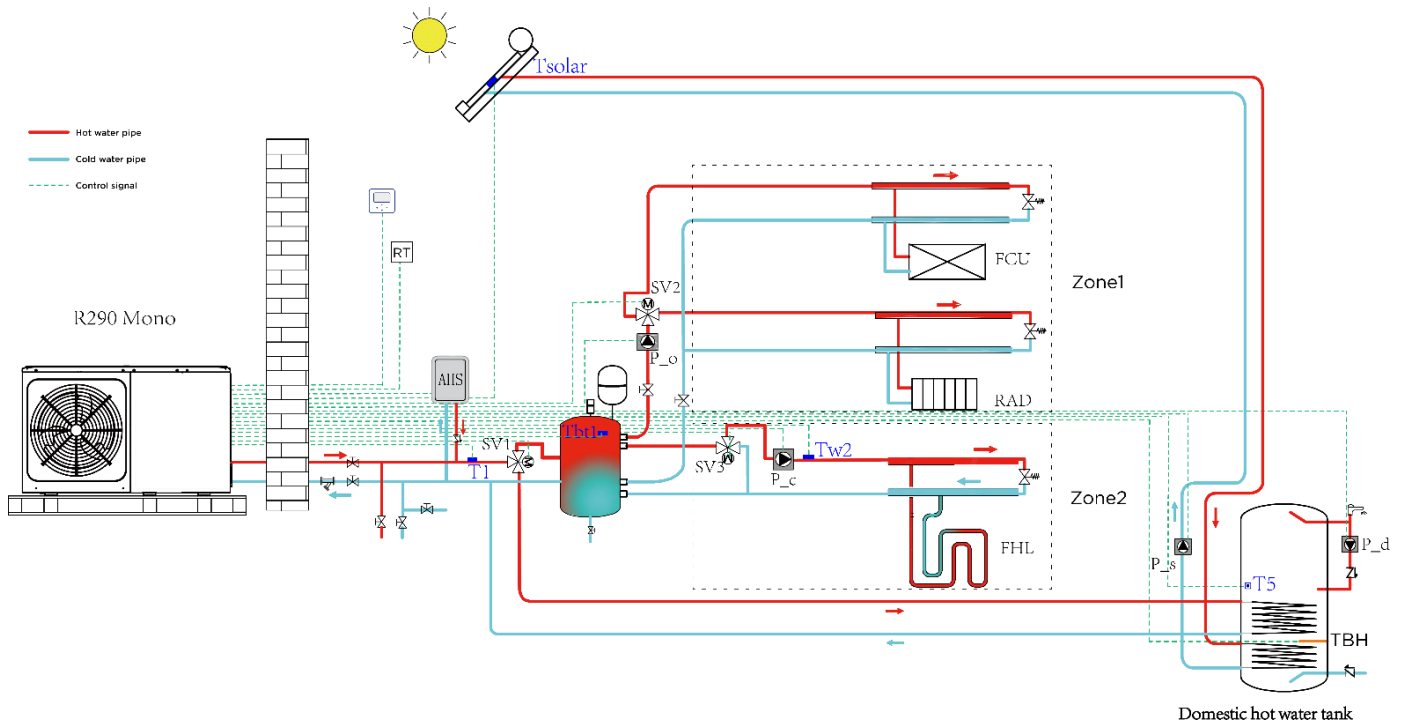 Tsolar
Hot water pipe
Cold water pipe
Control signal
RT
FCU
Zone1
SV2
M
R290 Mono
P_o
AHS
RAD
Tbt1
SV1
M
T1
SV3
M
Tw2
P_c
Zone2
FHL
P_s
P_d
T5
TBH
Domestic hot water tank